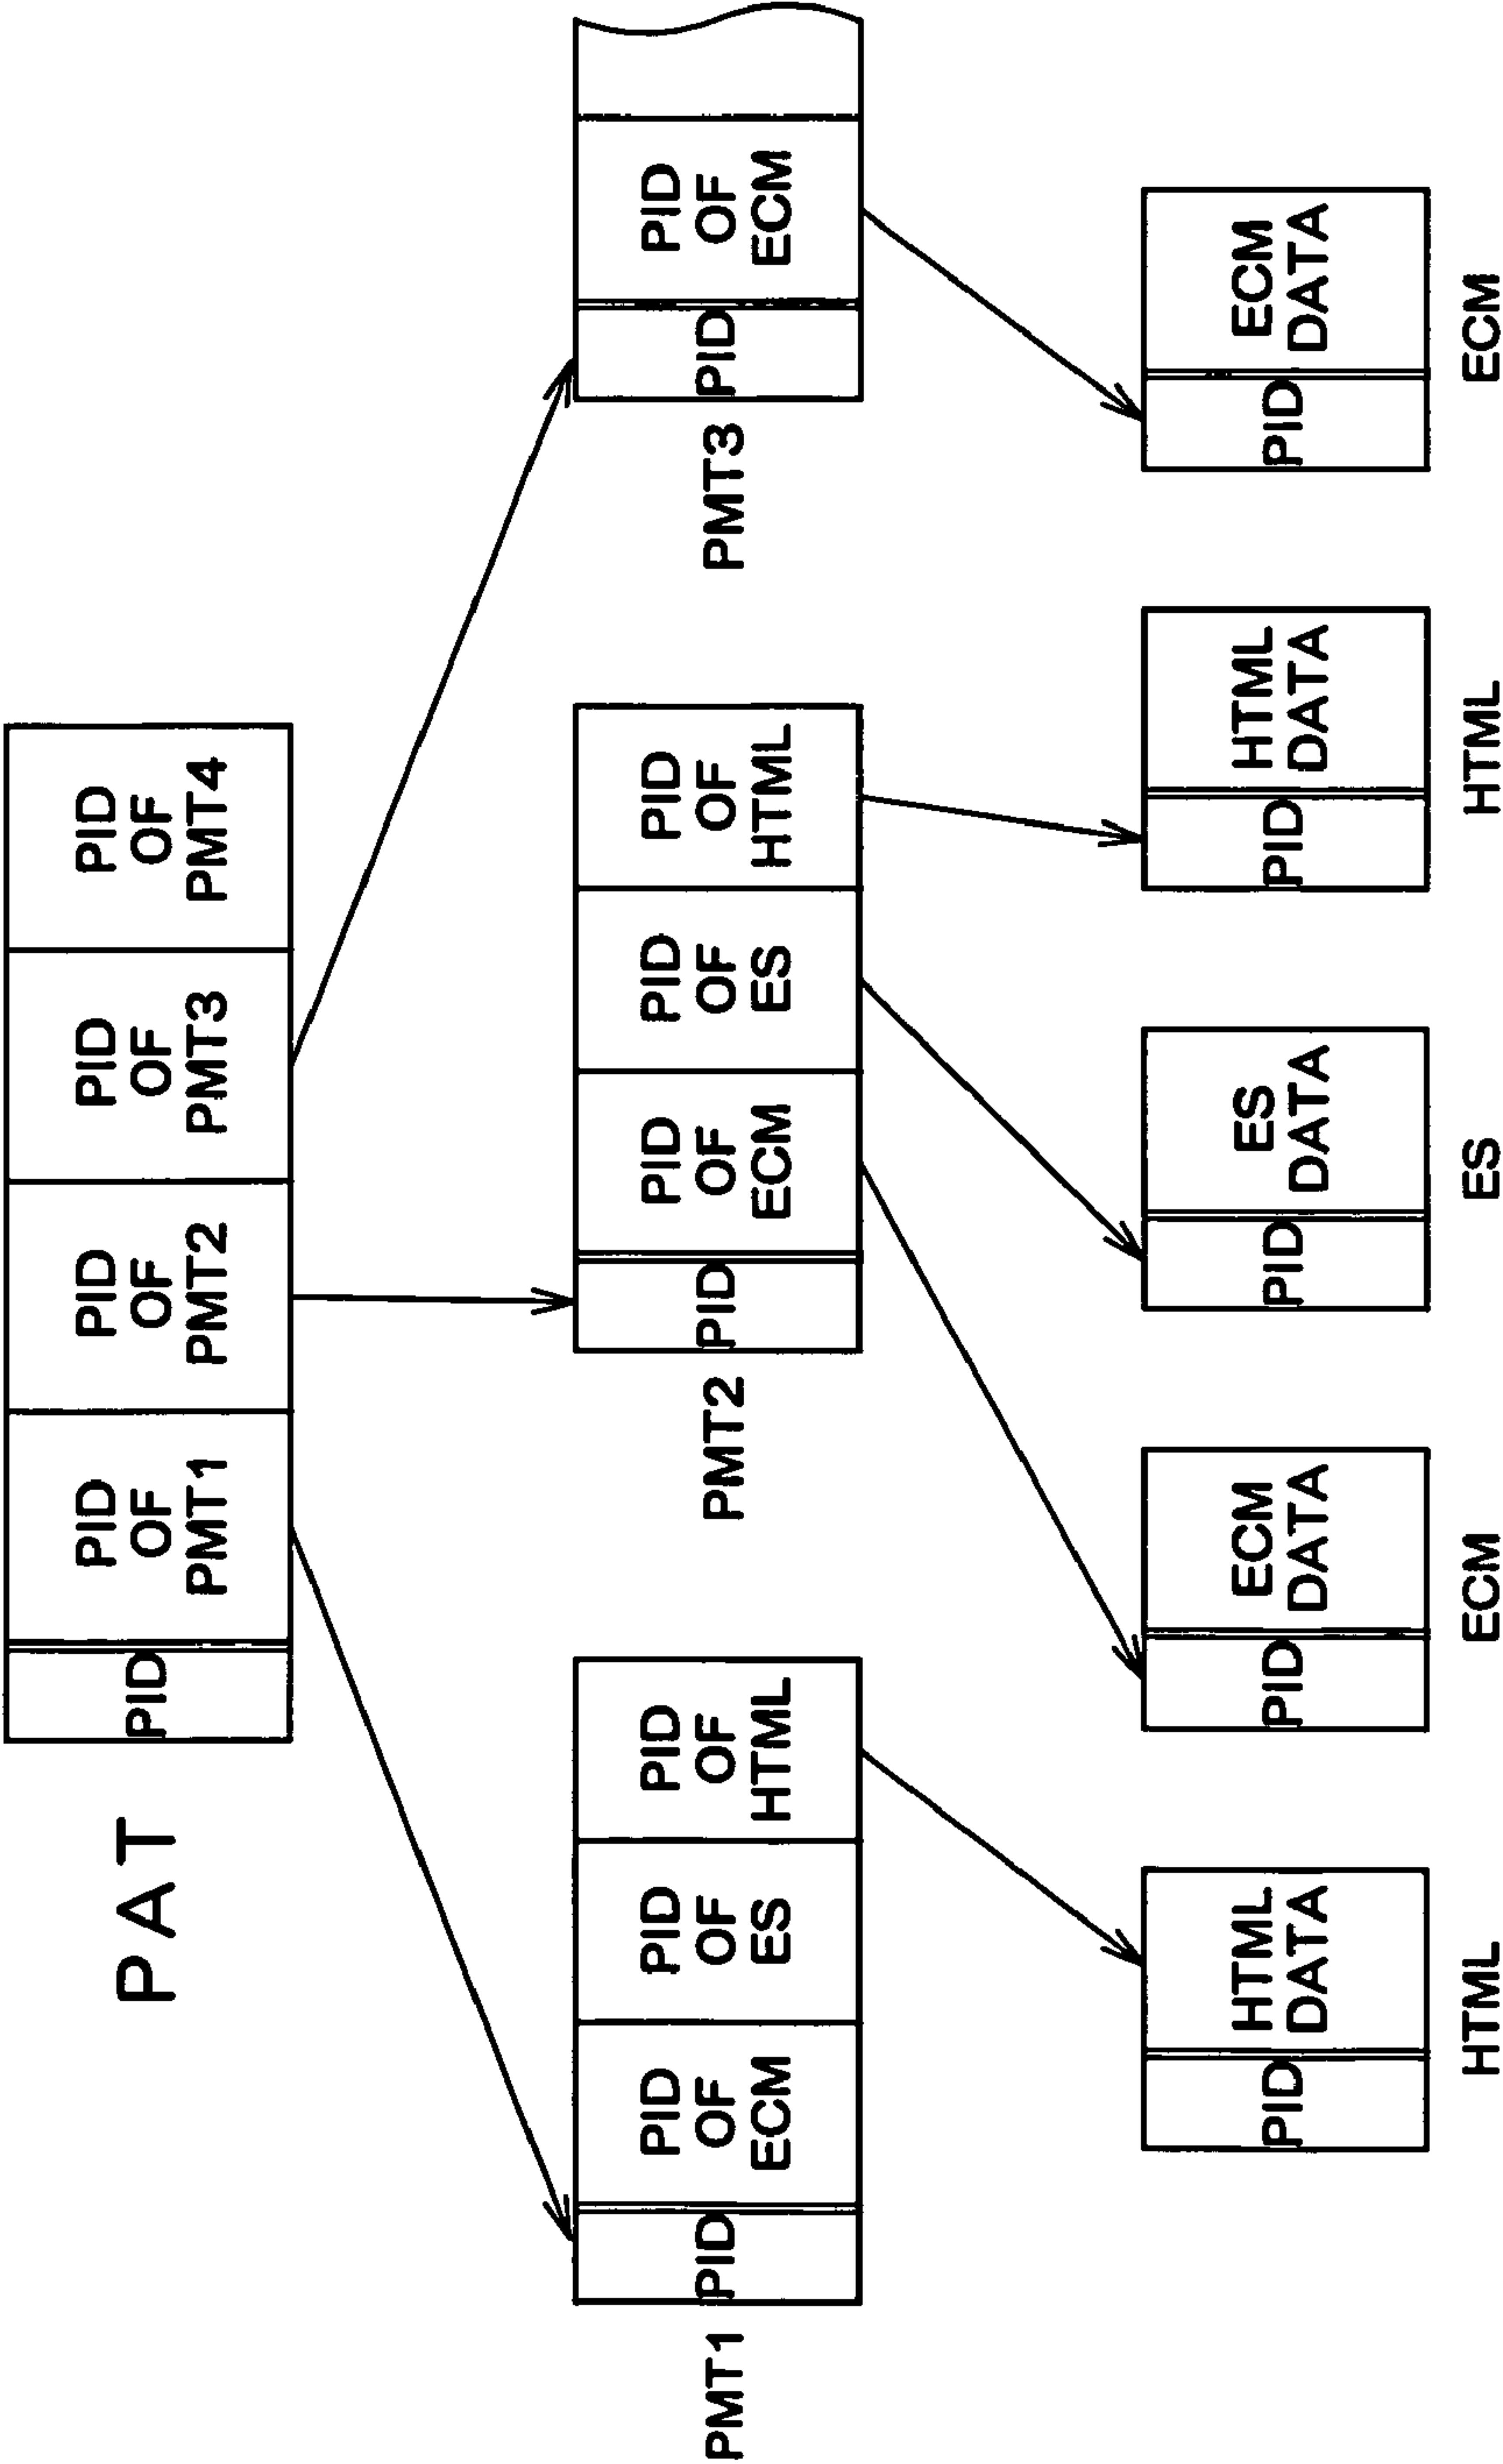 PAT
PID
PID
OF
PMT1
PID
OF
PMT2
PID
OF
PMT3
PID
OF
PMT4
PMT1
PID
PID
OF
ECM
PID
OF
ES
PID
OF
HTML
PMT2
PID
PID
OF
ECM
PID
OF
ES
PID
OF
HTML
PMT3
PID
PID
OF
ECM
PID
HTML
DATA
HTML
PID
ECM
DATA
ECM
PID
ES
DATA
ES
PID
HTML
DATA
HTML
PID
ECM
DATA
ECM